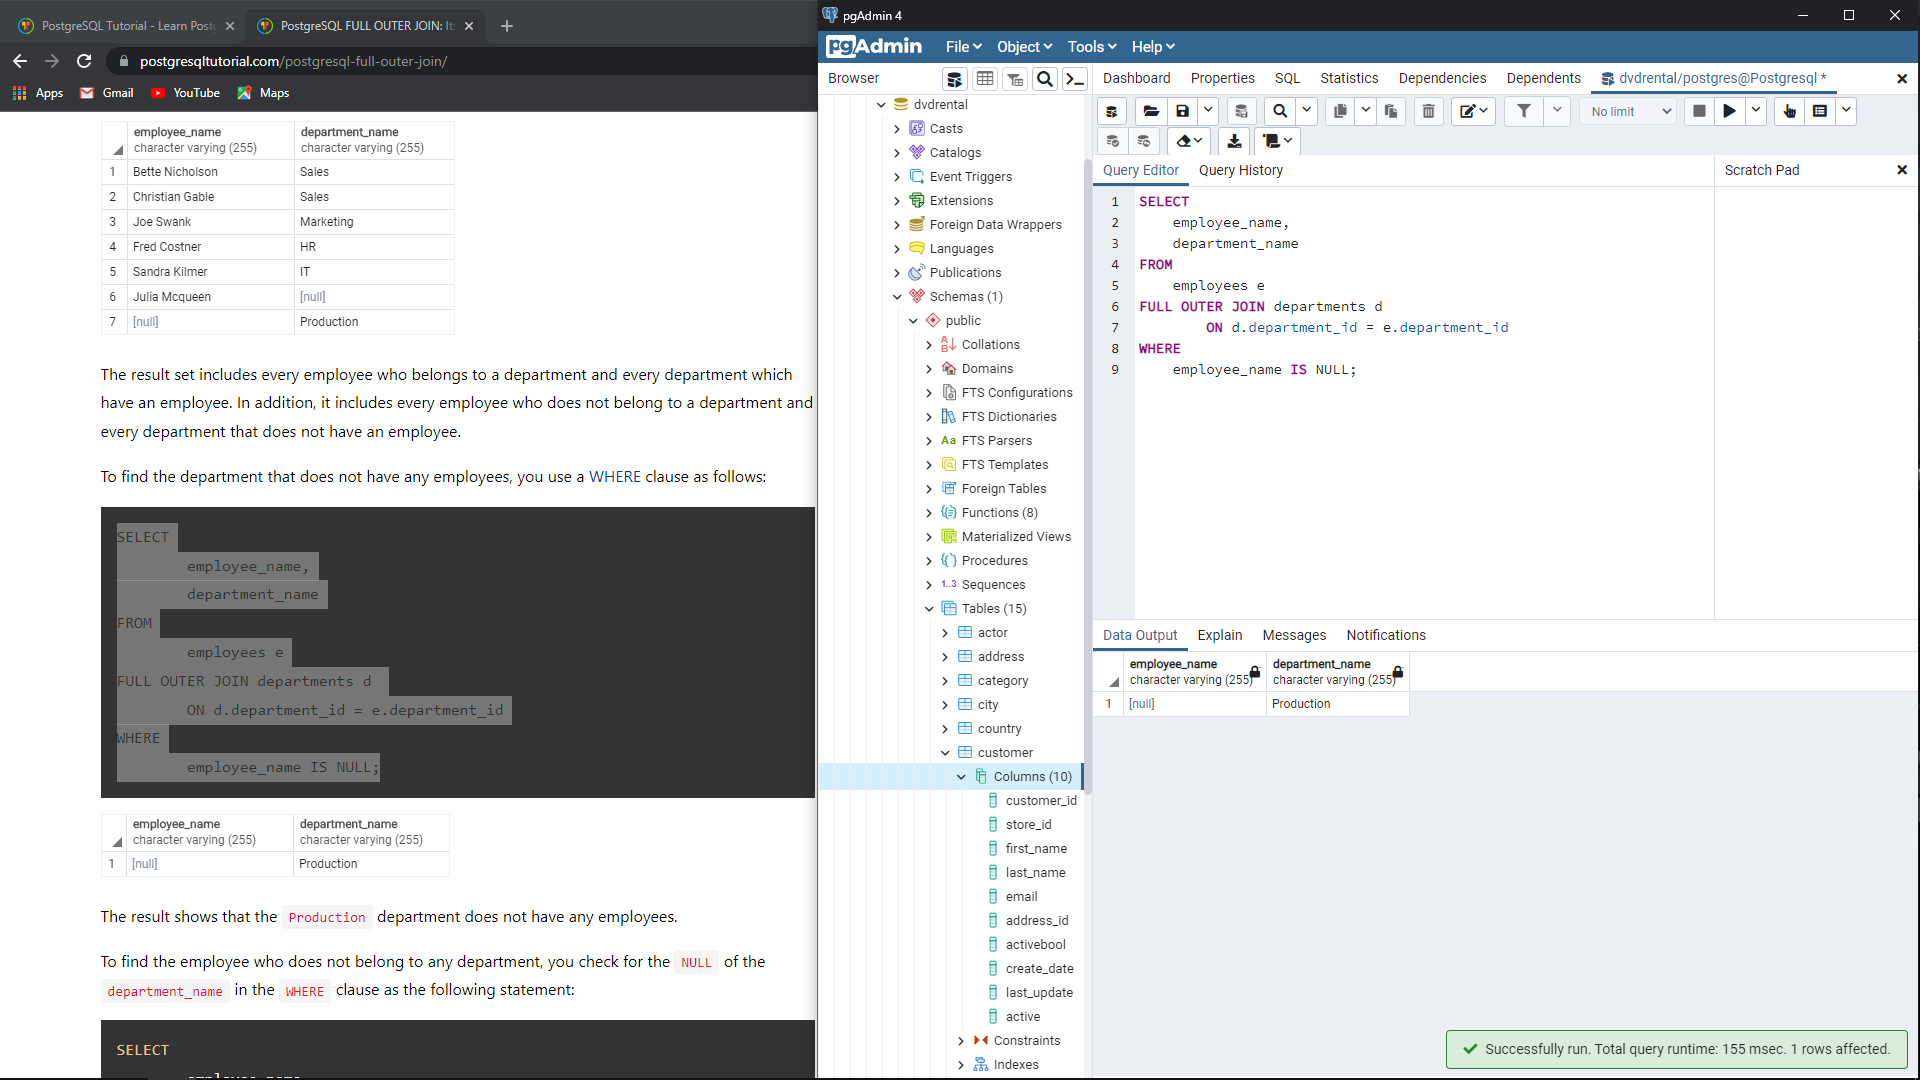 PostgreSQL Tutorial - Learn Post
PostgreSQL FULL OUTER JOIN: It
postgresqltutorial.com/postgresql-full-outer-join/
Apps
Gmail
YouTube
Maps
employee_name department_name
character varying (255) character varying (255)
1 Bette Nicholson Sales
2 Christian Gable Sales
3 Joe Swank Marketing
4 Fred Costner HR
5 Sandra Kilmer IT
6 Julia Mcqueen [null]
7 [null] Production
The result set includes every employee who belongs to a department and every department which
have an employee. In addition, it includes every employee who does not belong to a department and
every department that does not have an employee.
To find the department that does not have any employees, you use a WHERE clause as follows:
SELECT
employee_name,
department_name
FROM
employees e
FULL OUTER JOIN departments d
ON d.department_id = e.department_id
WHERE
employee_name IS NULL;
employee_name department_name
character varying (255) character varying (255)
1 [null] Production
The result shows that the Production department does not have any employees.
To find the employee who does not belong to any department, you check for the NULL of the
department_name in the WHERE clause as the following statement:
SELECT
pgAdmin 4
pgAdmin File Object Tools Help
Browser
Dashboard Properties SQL Statistics Dependencies Dependents dvdrental/postgres@Postgresql *
No limit
dvdrental
Casts
Catalogs
Event Triggers
Extensions
Foreign Data Wrappers
Languages
Publications
Schemas (1)
public
Collations
Domains
FTS Configurations
FTS Dictionaries
Aa FTS Parsers
FTS Templates
Foreign Tables
Functions (8)
Materialized Views
Procedures
1..3 Sequences
Tables (15)
actor
address
category
city
country
customer
Columns (10)
customer_id
store_id
first_name
last_name
email
address_id
activebool
create_date
last_update
active
Constraints
Indexes
Query Editor Query History
Scratch Pad
1 SELECT
2 employee_name,
3 department_name
4 FROM
5 employees e
6 FULL OUTER JOIN departments d
7 ON d.department_id = e.department_id
8 WHERE
9 employee_name IS NULL;
Data Output Explain Messages Notifications
employee_name department_name
character varying (255) character varying (255)
1 [null] Production
Successfully run. Total query runtime: 155 msec. 1 rows affected.